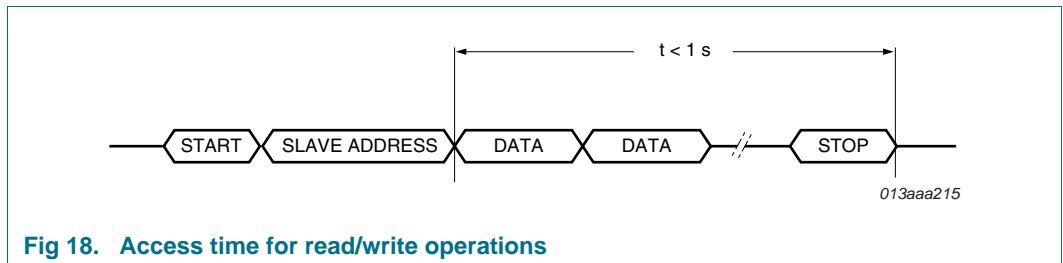 t < 1 s
START SLAVE ADDRESS DATA DATA STOP
013aaa215
Fig 18. Access time for read/write operations